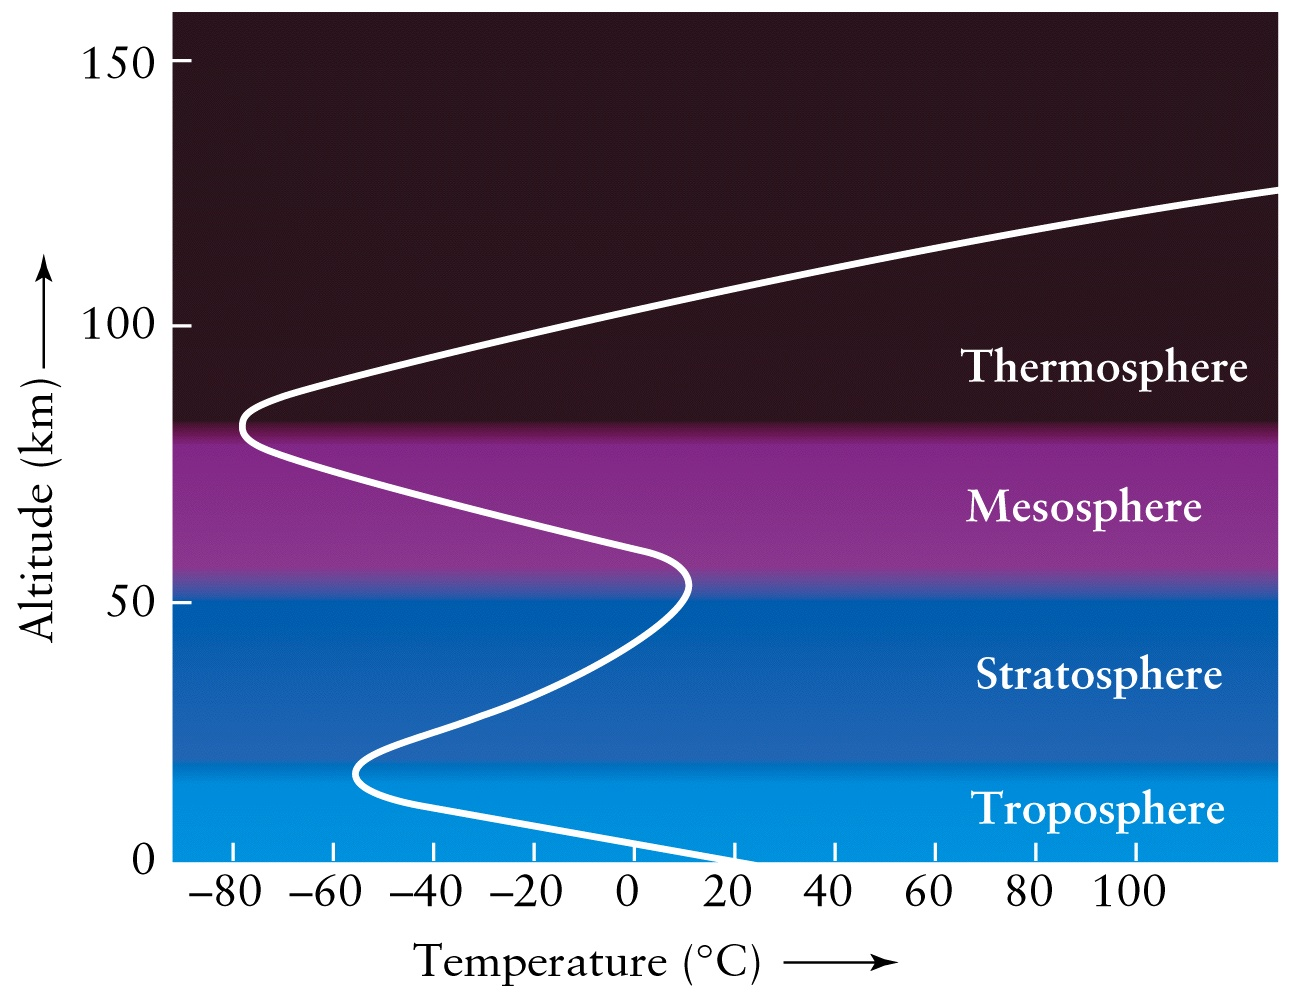 150
100
50
0
Altitude (km)
Thermosphere
Mesosphere
Stratosphere
Troposphere
–80 –60 –40 –20 0 20 40 60 80 100
Temperature (°C)